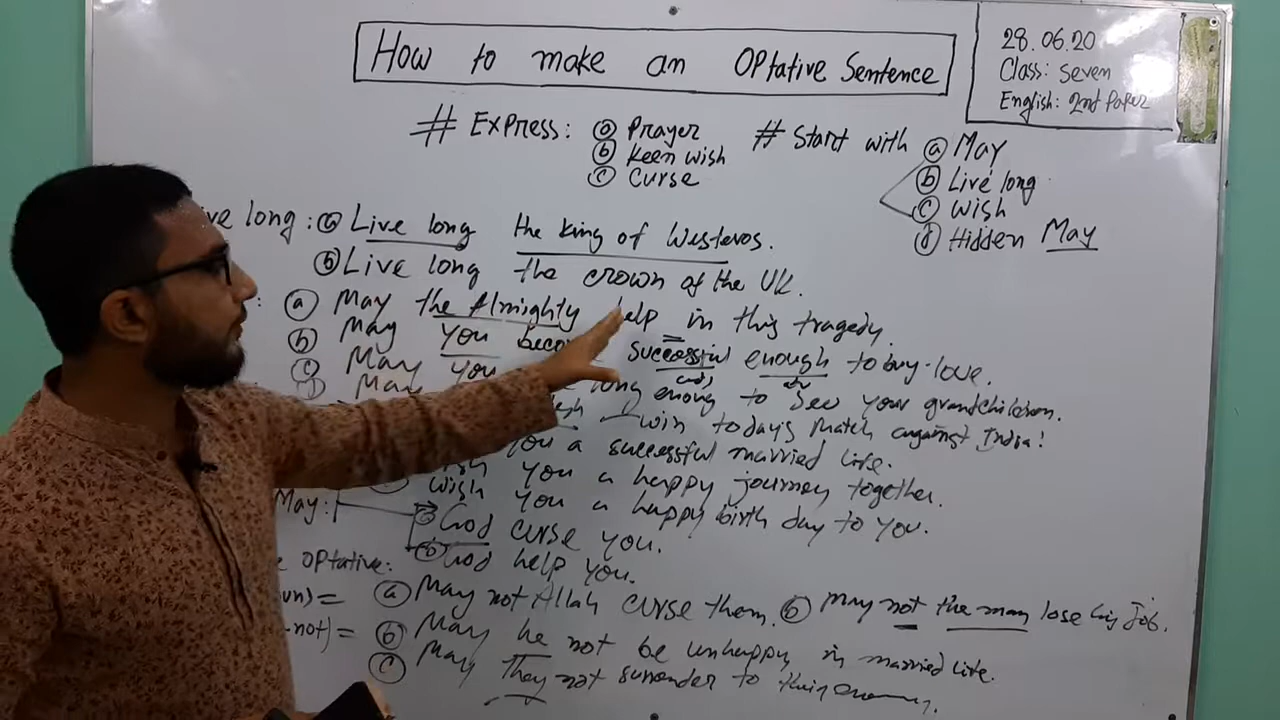 How to make an Optative Sentence
28.06.20
Class: Seven
English: 2nd Paper
# Express: ⓐ Prayer
ⓑ Keen wish
ⓒ Curse
# Start with ⓐ May
ⓑ Live long
ⓒ Wish
ⓓ Hidden May
ive long: ⓐ Live long the king of Westeros.
ⓑ Live long the crown of the UK.
: ⓐ May the Almighty help in this tragedy.
ⓑ May you become successful enough to buy love.
ⓒ May you long enong to see your grandchildren.
ⓓ May win today's match against India!
you a successful married life.
wish you a happy journey together.
wish you a happy birth day to you.
May: ⓐ God curse you.
ⓑ God help you.
e optative:
un) = ⓐ May not Allah curse them. ⓑ May not the man lose his job.
not) = ⓑ May he not be unhappy in married life.
ⓒ May they not surrender to